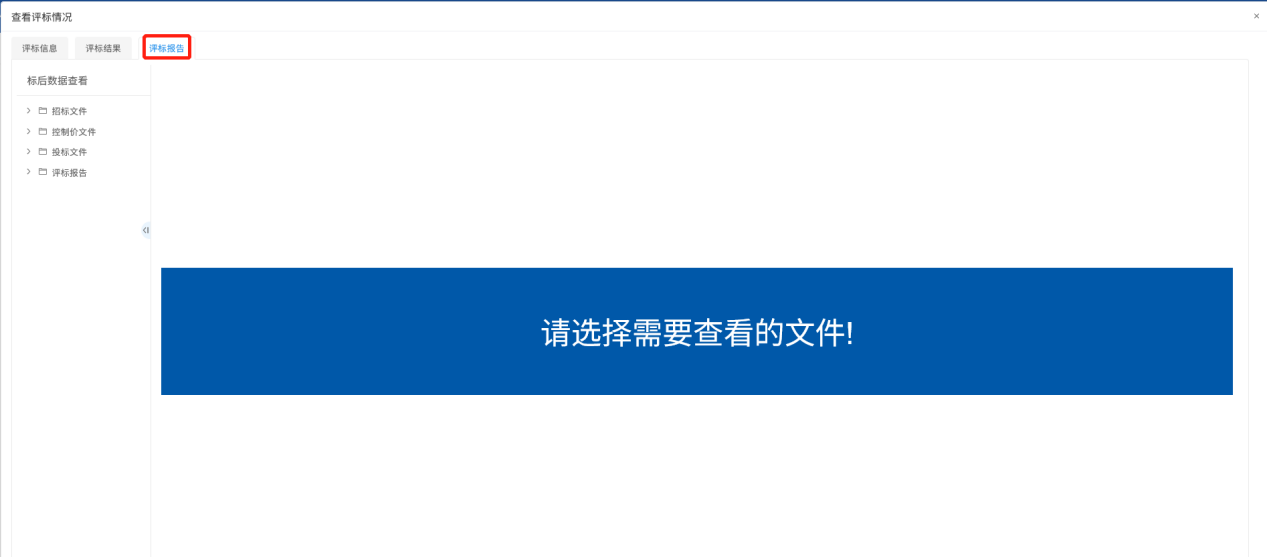 查看评标情况
×
评标信息 评标结果 评标报告
标后数据查看
招标文件
控制价文件
投标文件
评标报告
请选择需要查看的文件!